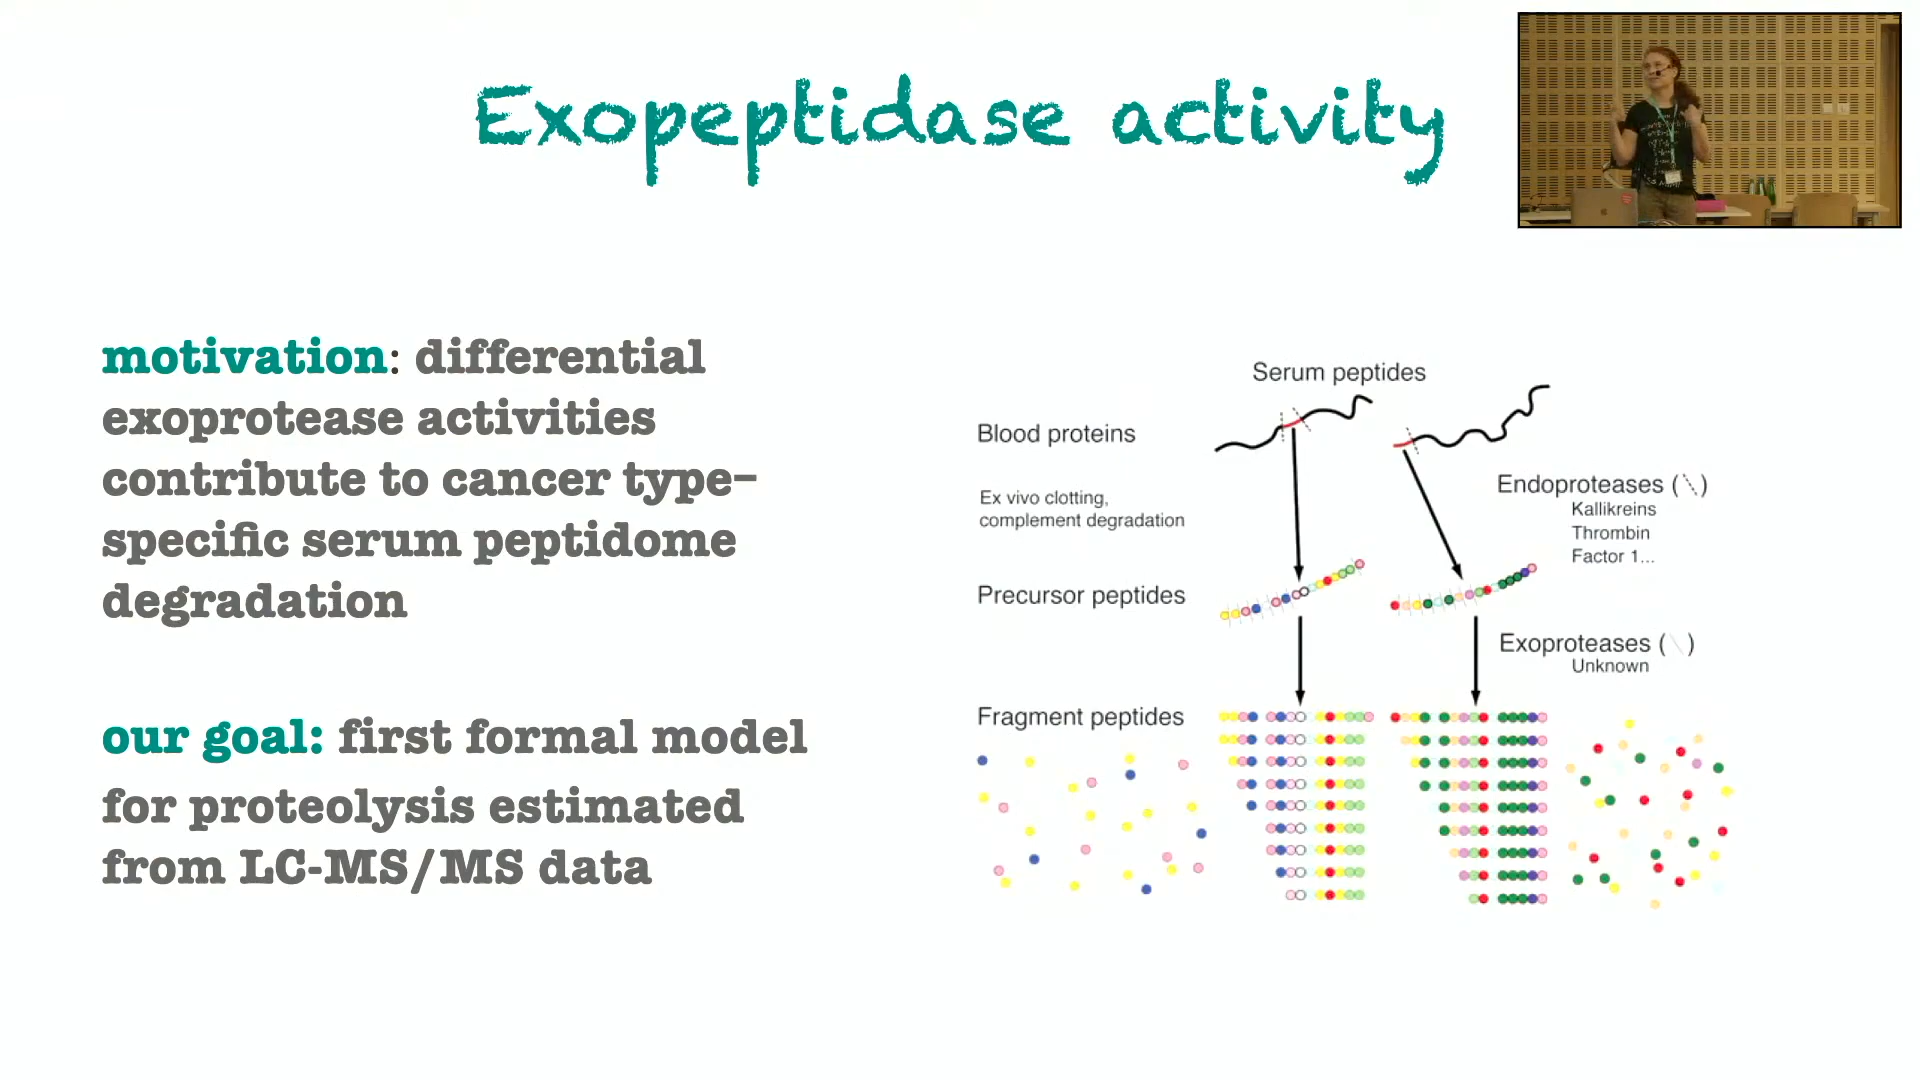 Exopeptidase activity
motivation: differential
exoprotease activities
contribute to cancer type–
specific serum peptidome
degradation
our goal: first formal model
for proteolysis estimated
from LC-MS/MS data
Serum peptides
Blood proteins
Ex vivo clotting,
complement degradation
Endoproteases (\)
Kallikreins
Thrombin
Factor 1...
Precursor peptides
Exoproteases (\)
Unknown
Fragment peptides